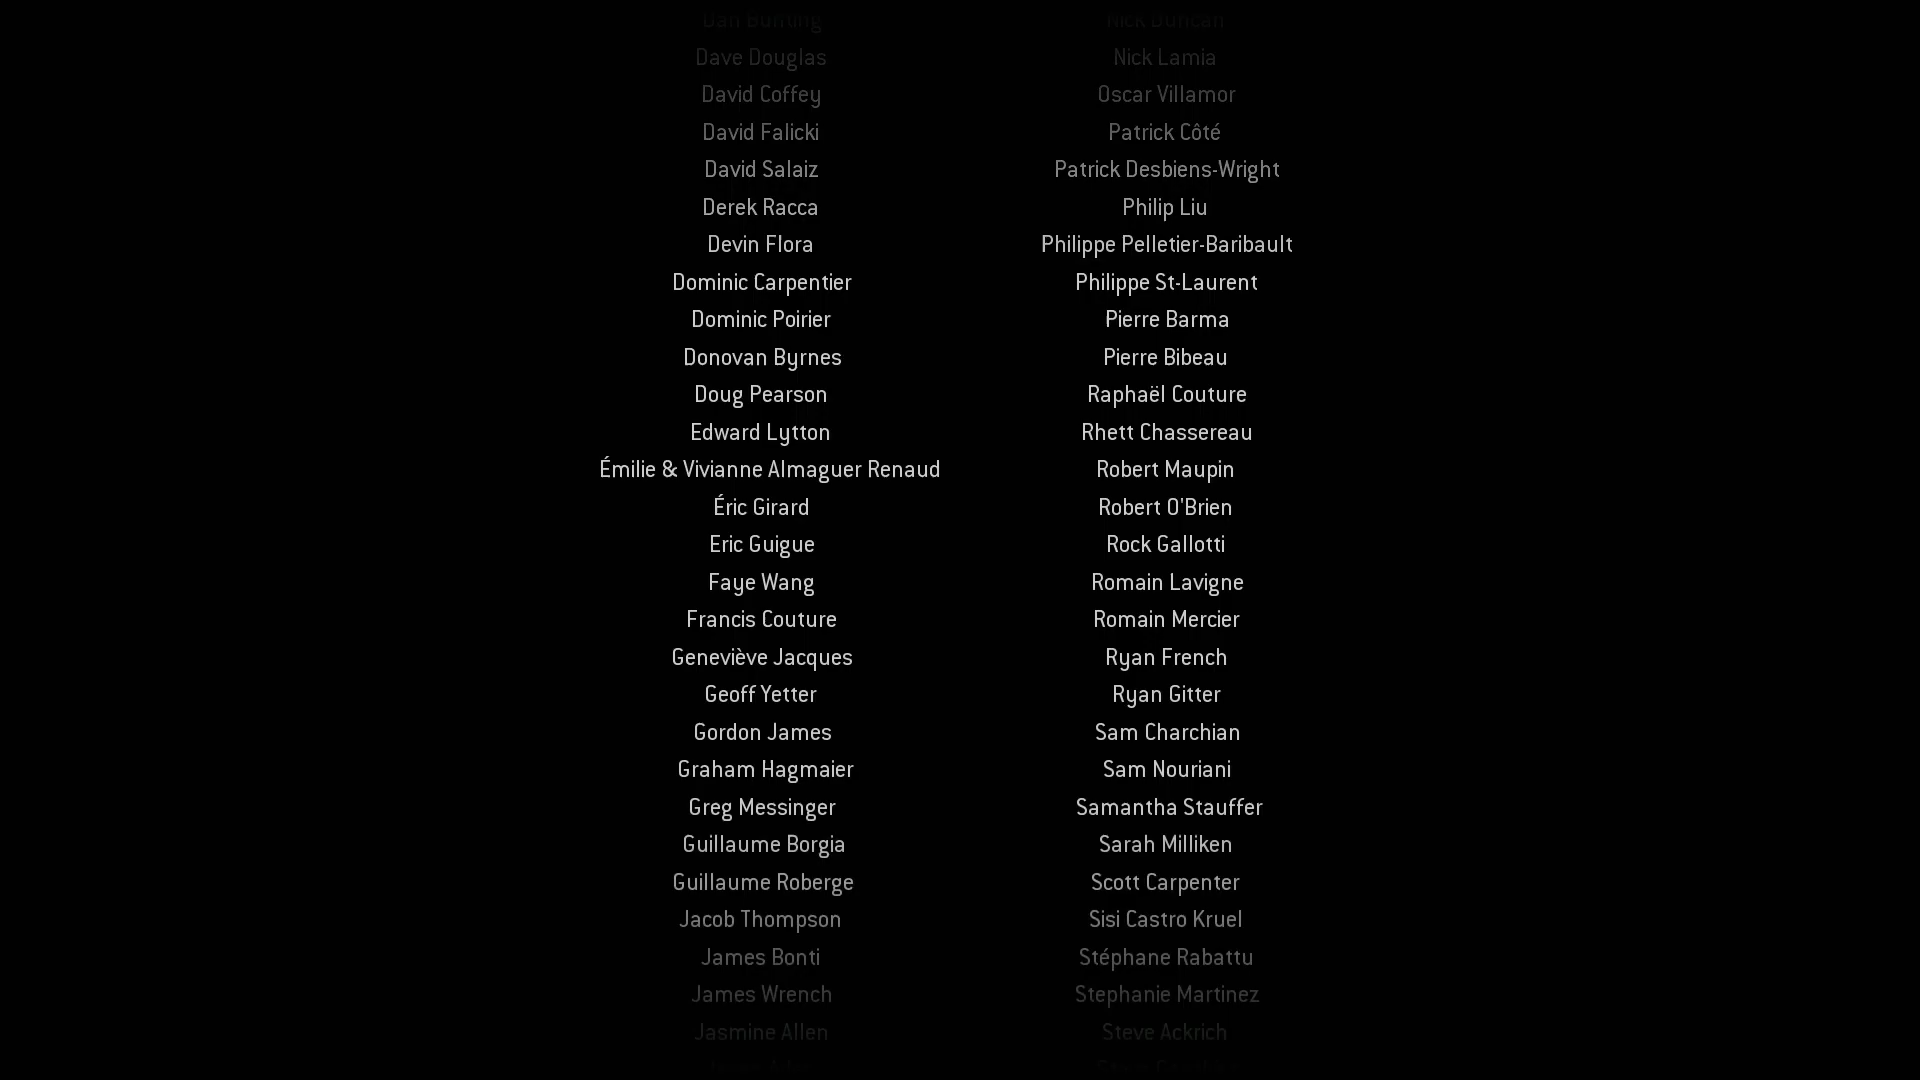 Dave Douglas
David Coffey
David Falicki
David Salaiz
Derek Racca
Devin Flora
Dominic Carpentier
Dominic Poirier
Donovan Byrnes
Doug Pearson
Edward Lytton
Émilie & Vivianne Almaguer Renaud
Éric Girard
Eric Guigue
Faye Wang
Francis Couture
Geneviève Jacques
Geoff Yetter
Gordon James
Graham Hagmaier
Greg Messinger
Guillaume Borgia
Guillaume Roberge
Jacob Thompson
James Bonti
James Wrench
Jasmine Allen
Nick Duncan
Nick Lamia
Oscar Villamor
Patrick Côté
Patrick Desbiens-Wright
Philip Liu
Philippe Pelletier-Baribault
Philippe St-Laurent
Pierre Barma
Pierre Bibeau
Raphaël Couture
Rhett Chassereau
Robert Maupin
Robert O'Brien
Rock Gallotti
Romain Lavigne
Romain Mercier
Ryan French
Ryan Gitter
Sam Charchian
Sam Nouriani
Samantha Stauffer
Sarah Milliken
Scott Carpenter
Sisi Castro Kruel
Stéphane Rabattu
Stephanie Martinez
Steve Ackrich